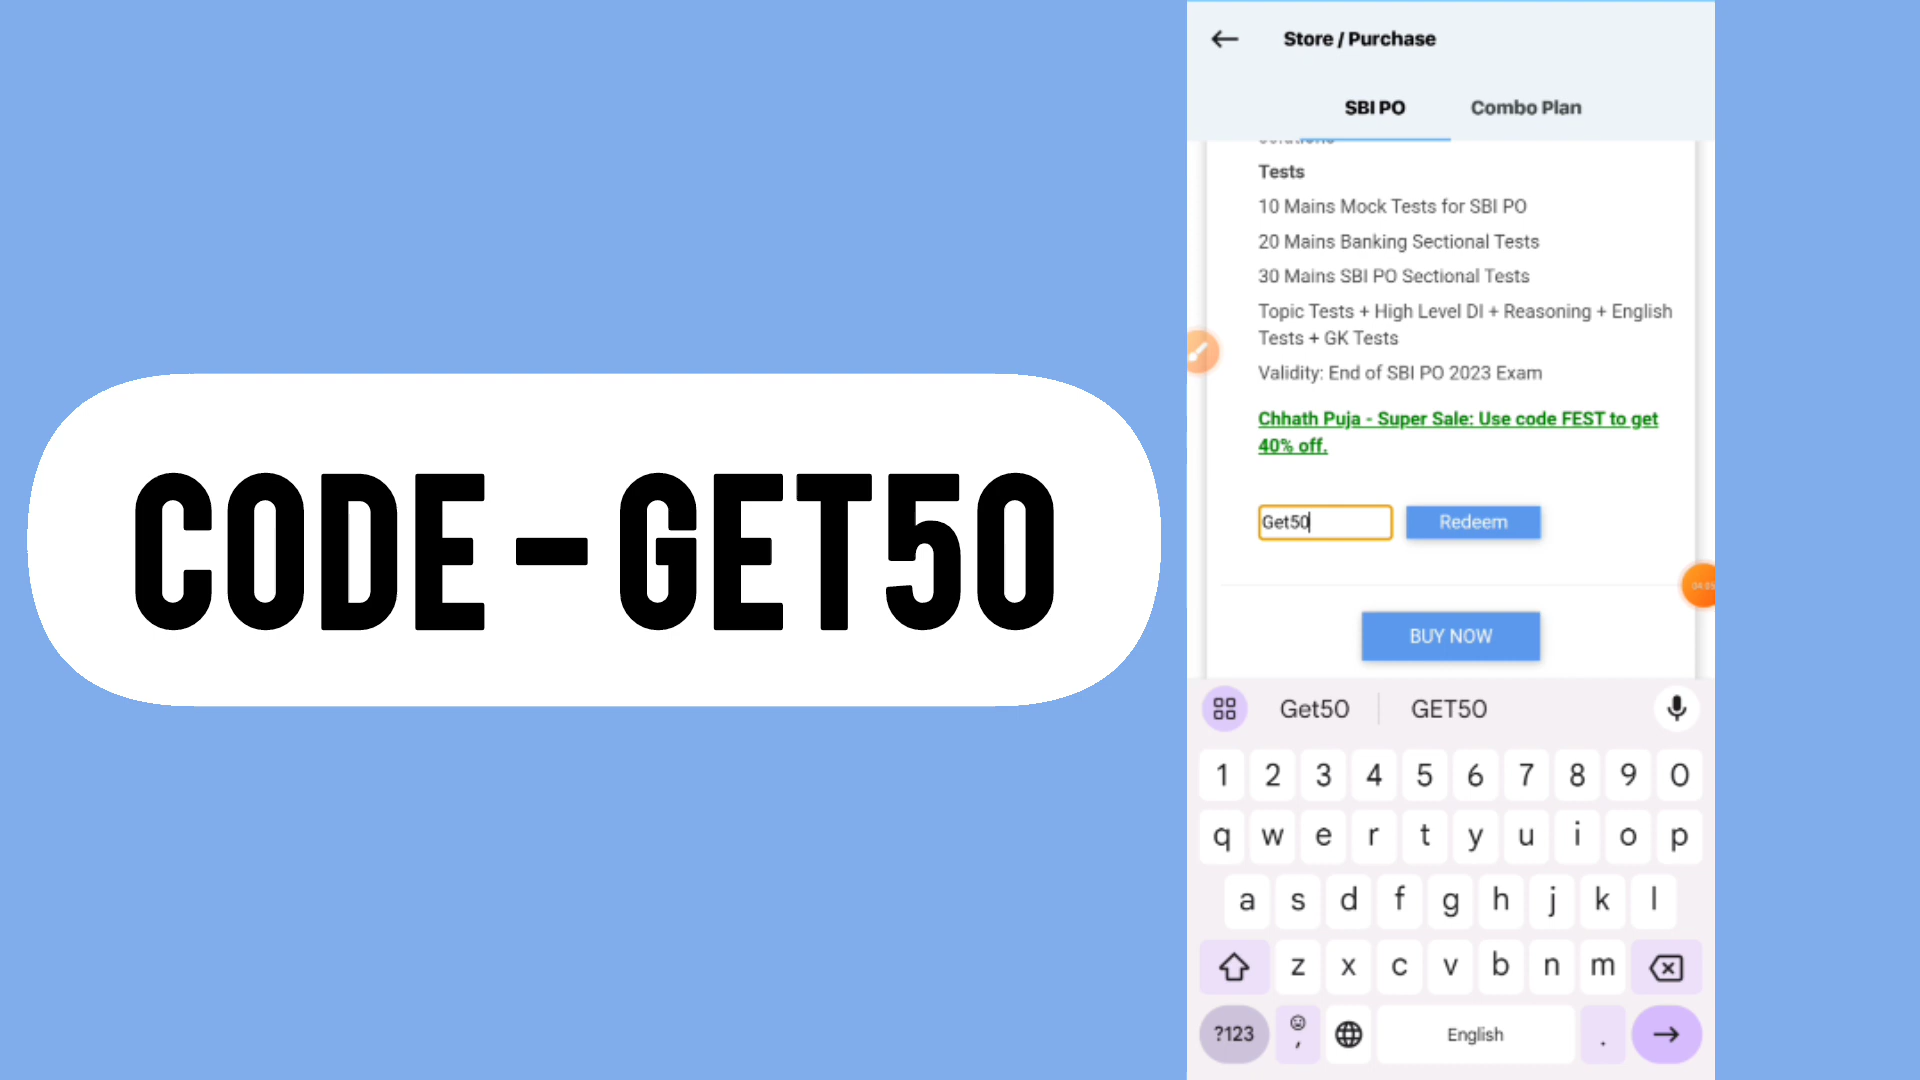 CODE - GET50
Store / Purchase
SBI PO
Combo Plan
Tests
10 Mains Mock Tests for SBI PO
20 Mains Banking Sectional Tests
30 Mains SBI PO Sectional Tests
Topic Tests + High Level DI + Reasoning + English
Tests + GK Tests
Validity: End of SBI PO 2023 Exam
Chhath Puja - Super Sale: Use code FEST to get
40% off.
Get50
Redeem
BUY NOW
Get50
GET50
1 2 3 4 5 6 7 8 9 0
q w e r t y u i o p
a s d f g h j k l
z x c v b n m
?123 , English .